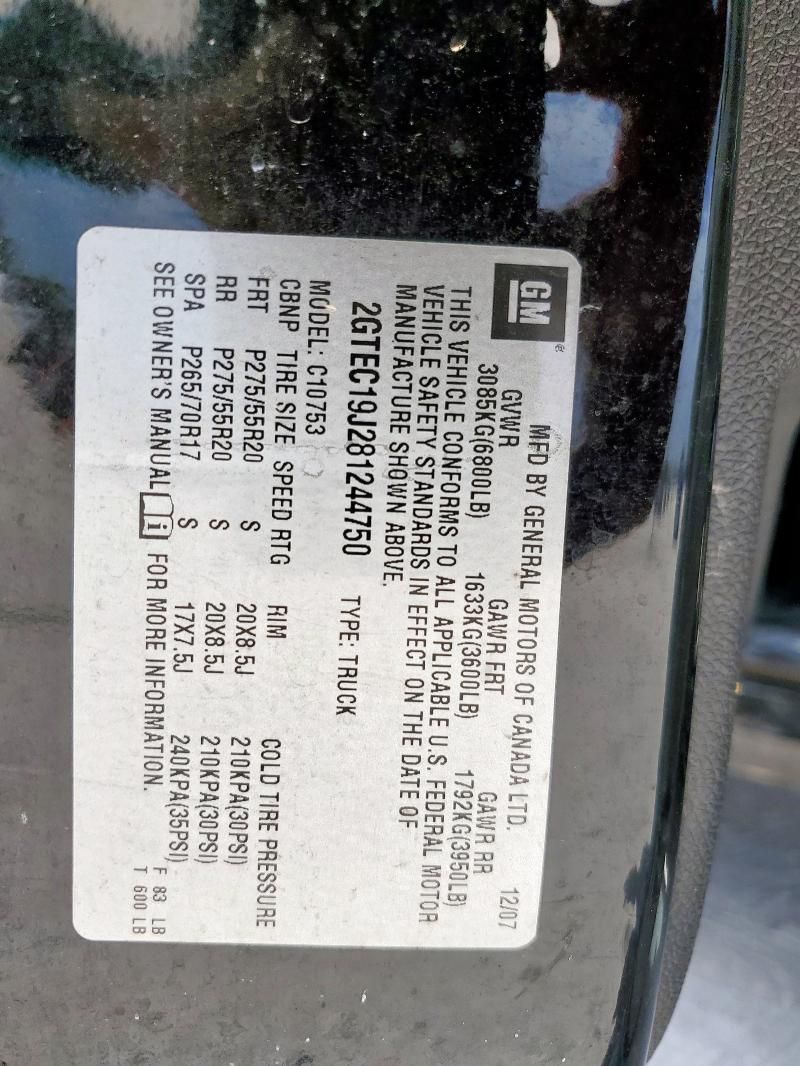 GM ®
MFD BY GENERAL MOTORS OF CANADA LTD. 12/07
GVWR GAWR FRT GAWR RR
3085KG(6800LB) 1633KG(3600LB) 1792KG(3950LB)
THIS VEHICLE CONFORMS TO ALL APPLICABLE U.S. FEDERAL MOTOR
VEHICLE SAFETY STANDARDS IN EFFECT ON THE DATE OF
MANUFACTURE SHOWN ABOVE.
2GTEC19J281244750 TYPE: TRUCK
MODEL: C10753
CBNP TIRE SIZE SPEED RTG RIM COLD TIRE PRESSURE
FRT P275/55R20 S 20X8.5J 210KPA(30PSI)
RR P275/55R20 S 20X8.5J 210KPA(30PSI)
SPA P265/70R17 S 17X7.5J 240KPA(35PSI)
SEE OWNER'S MANUAL i FOR MORE INFORMATION.
F 83 LB
T 600 LB